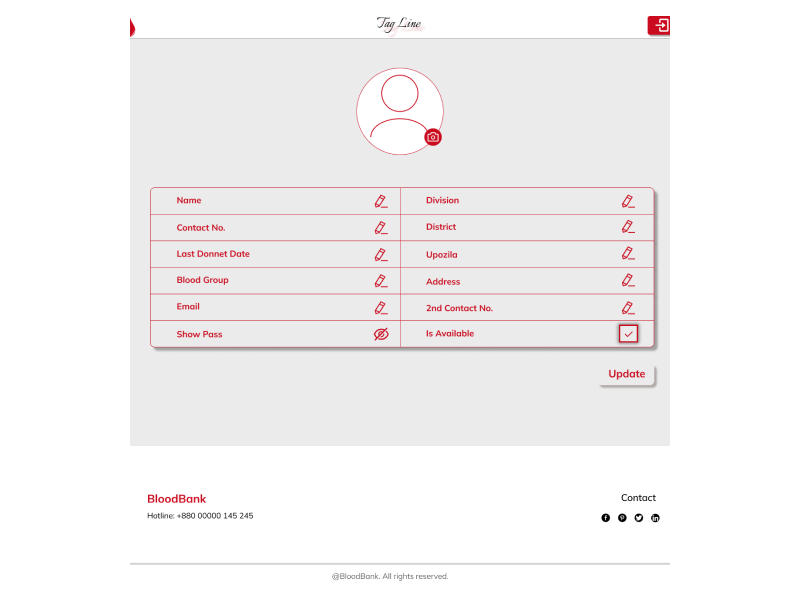 Tag Line
Name
Division
Contact No.
District
Last Donnet Date
Upozila
Blood Group
Address
Email
2nd Contact No.
Show Pass
Is Available
Update
BloodBank
Contact
Hotline: +880 00000 145 245
@BloodBank. All rights reserved.